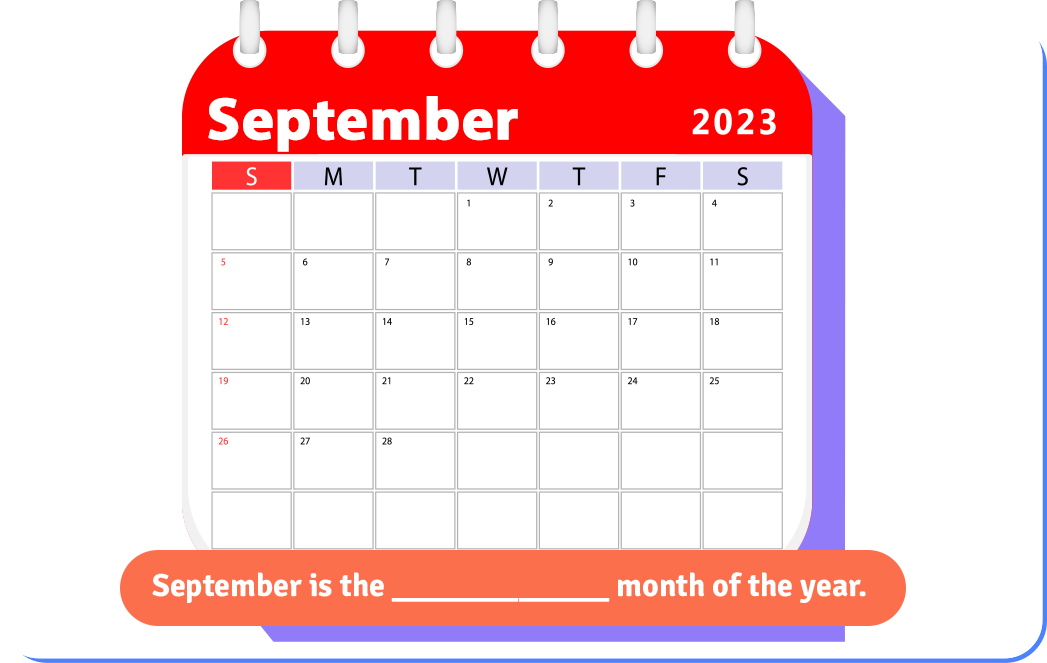 September 2023
S M T W T F S
1 2 3 4
5 6 7 8 9 10 11
12 13 14 15 16 17 18
19 20 21 22 23 24 25
26 27 28
September is the ______________ month of the year.